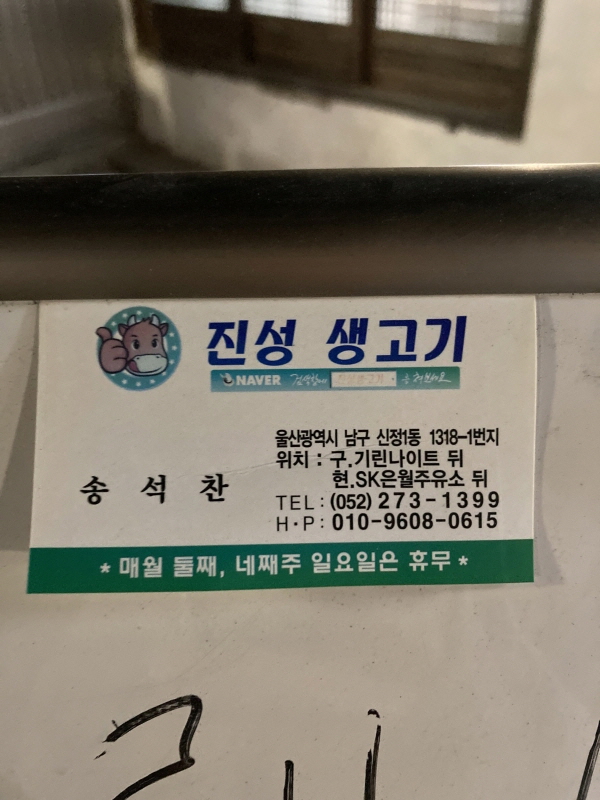 진성 생고기
NAVER 검색창에 진성생고기 를 쳐보세요
울산광역시 남구 신정1동 1318-1번지
위치 : 구.기린나이트 뒤
현.SK은월주유소 뒤
송 석 찬
TEL : (052) 273-1399
H·P : 010-9608-0615
* 매월 둘째, 네째주 일요일은 휴무 *